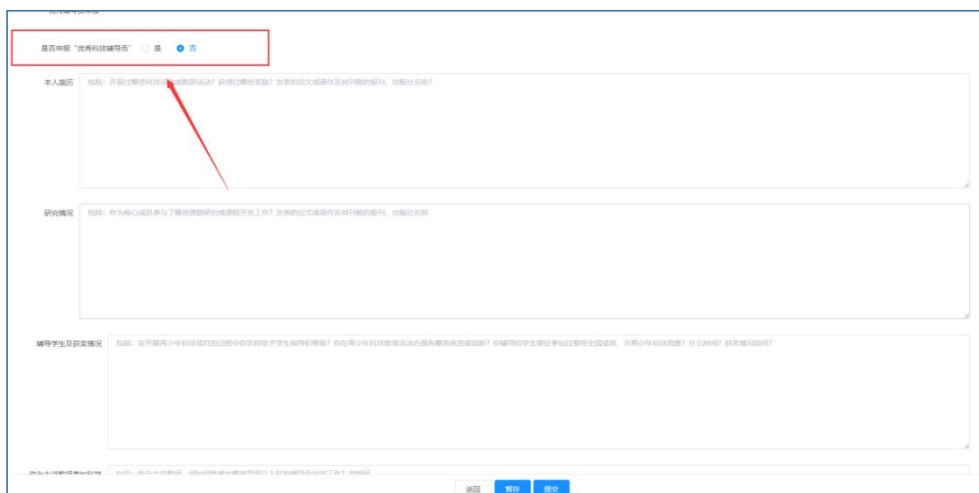 优秀辅导员申报
是否申报“优秀科技辅导员” 是 否
本人简历 包括：开展过哪些科技活动或教研活动？获得过哪些奖励？发表的论文或著作及其刊载的报刊、出版社名称？
研究情况 包括：作为核心成员参与了哪些课题研究或课程开发工作？发表的论文或著作及其刊载的报刊、出版社名称
辅导学生及获奖情况 包括：在开展青少年科技项目的过程中你怎样给予学生指导和帮助？你在青少年科技教育活动方面有哪些改进或创新？你辅导的学生曾经参加过哪些全国或省、市青少年科技竞赛？什么时间？获奖情况如何？
返回 暂存 提交